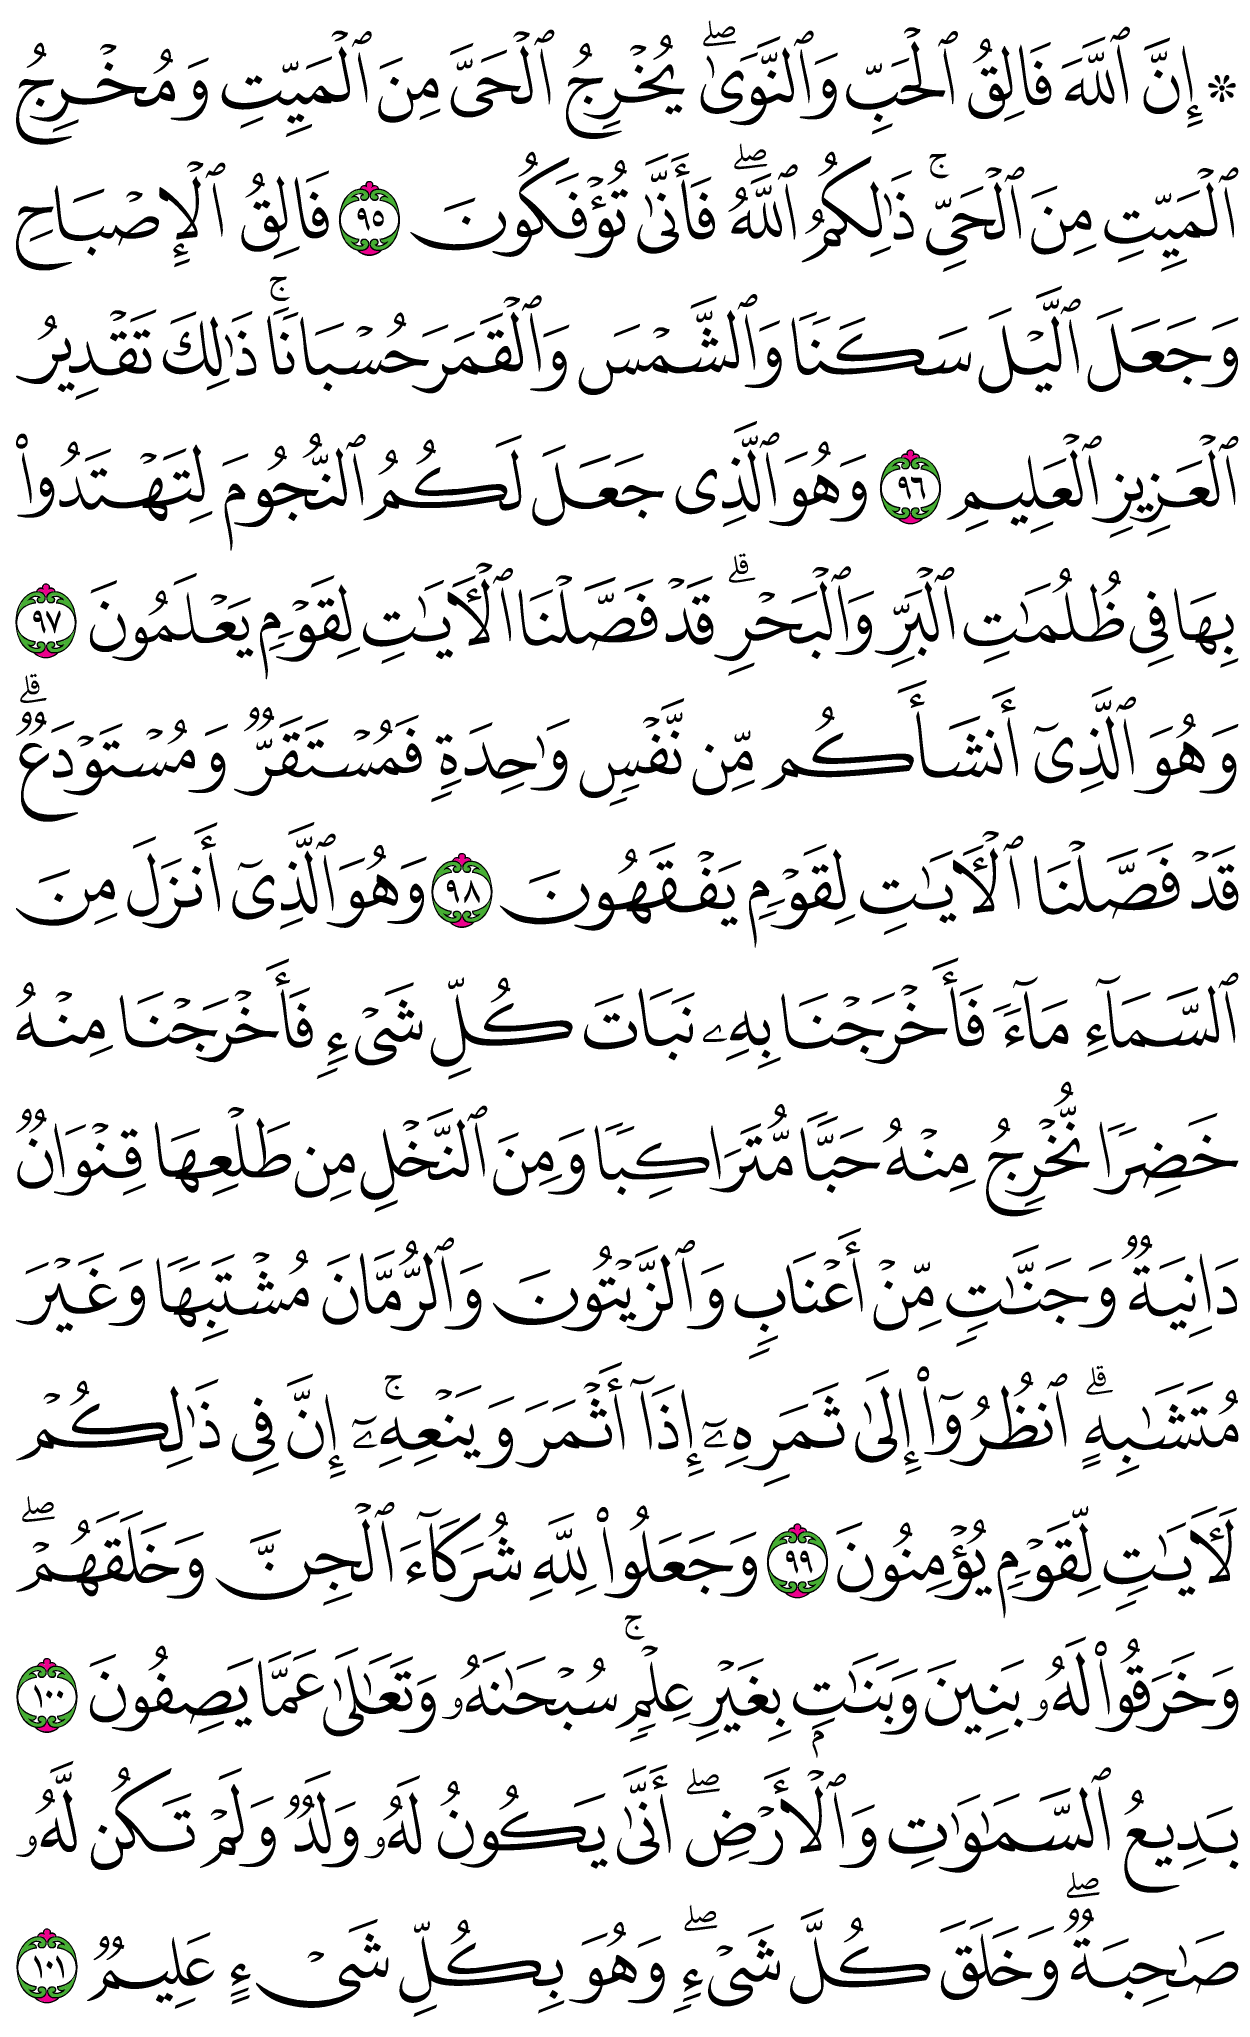 ۞ إِنَّ ٱللَّهَ فَالِقُ ٱلْحَبِّ وَٱلنَّوَىٰۖ يُخْرِجُ ٱلْحَىَّ مِنَ ٱلْمَيِّتِ وَمُخْرِجُ
ٱلْمَيِّتِ مِنَ ٱلْحَىِّۚ ذَٰلِكُمُ ٱللَّهُۖ فَأَنَّىٰ تُؤْفَكُونَ ٩٥ فَالِقُ ٱلْإِصْبَاحِ
وَجَعَلَ ٱلَّيْلَ سَكَنًا وَٱلشَّمْسَ وَٱلْقَمَرَ حُسْبَانًاۚ ذَٰلِكَ تَقْدِيرُ
ٱلْعَزِيزِ ٱلْعَلِيمِ ٩٦ وَهُوَ ٱلَّذِى جَعَلَ لَكُمُ ٱلنُّجُومَ لِتَهْتَدُوا۟
بِهَا فِى ظُلُمَٰتِ ٱلْبَرِّ وَٱلْبَحْرِۗ قَدْ فَصَّلْنَا ٱلْءَايَٰتِ لِقَوْمٍ يَعْلَمُونَ ٩٧
وَهُوَ ٱلَّذِىٓ أَنشَأَكُم مِّن نَّفْسٍ وَٰحِدَةٍ فَمُسْتَقَرٌّ وَمُسْتَوْدَعٌۗ
قَدْ فَصَّلْنَا ٱلْءَايَٰتِ لِقَوْمٍ يَفْقَهُونَ ٩٨ وَهُوَ ٱلَّذِىٓ أَنزَلَ مِنَ
ٱلسَّمَآءِ مَآءً فَأَخْرَجْنَا بِهِۦ نَبَاتَ كُلِّ شَىْءٍ فَأَخْرَجْنَا مِنْهُ
خَضِرًا نُّخْرِجُ مِنْهُ حَبًّا مُّتَرَاكِبًا وَمِنَ ٱلنَّخْلِ مِن طَلْعِهَا قِنْوَانٌ
دَانِيَةٌ وَجَنَّٰتٍ مِّنْ أَعْنَابٍ وَٱلزَّيْتُونَ وَٱلرُّمَّانَ مُشْتَبِهًا وَغَيْرَ
مُتَشَٰبِهٍۗ ٱنظُرُوٓا۟ إِلَىٰ ثَمَرِهِۦٓ إِذَآ أَثْمَرَ وَيَنْعِهِۦٓۚ إِنَّ فِى ذَٰلِكُمْ
لَءَايَٰتٍ لِّقَوْمٍ يُؤْمِنُونَ ٩٩ وَجَعَلُوا۟ لِلَّهِ شُرَكَآءَ ٱلْجِنَّ وَخَلَقَهُمْۖ
وَخَرَقُوا۟ لَهُۥ بَنِينَ وَبَنَٰتٍۭ بِغَيْرِ عِلْمٍۚ سُبْحَٰنَهُۥ وَتَعَٰلَىٰ عَمَّا يَصِفُونَ ١٠٠
بَدِيعُ ٱلسَّمَٰوَٰتِ وَٱلْأَرْضِۖ أَنَّىٰ يَكُونُ لَهُۥ وَلَدٌ وَلَمْ تَكُن لَّهُۥ
صَٰحِبَةٌۖ وَخَلَقَ كُلَّ شَىْءٍۖ وَهُوَ بِكُلِّ شَىْءٍ عَلِيمٌ ١٠١